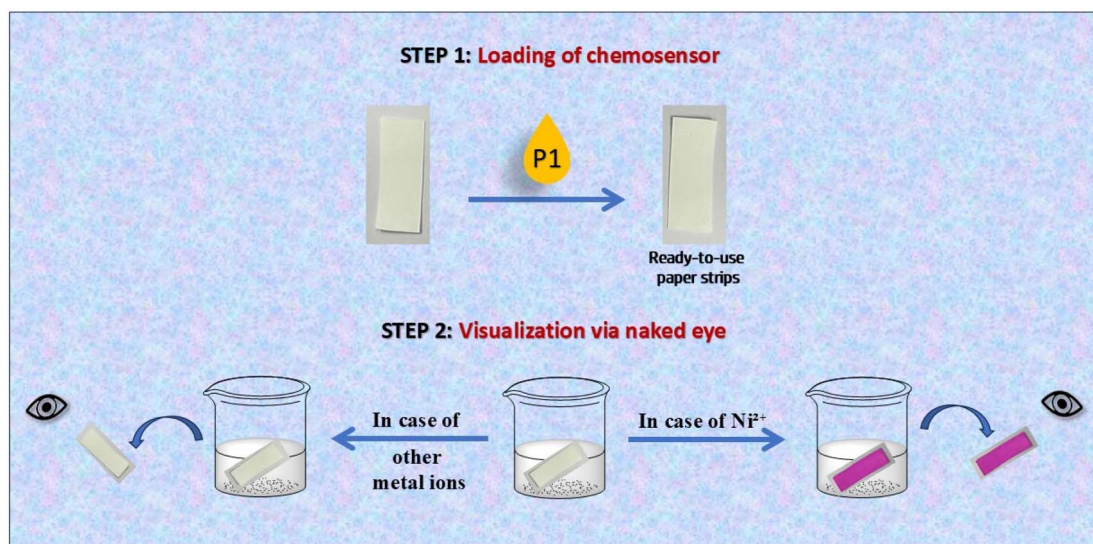 STEP 1: Loading of chemosensor
P1
Ready-to-use
paper strips
STEP 2: Visualization via naked eye
In case of
other
metal ions
In case of Ni²⁺